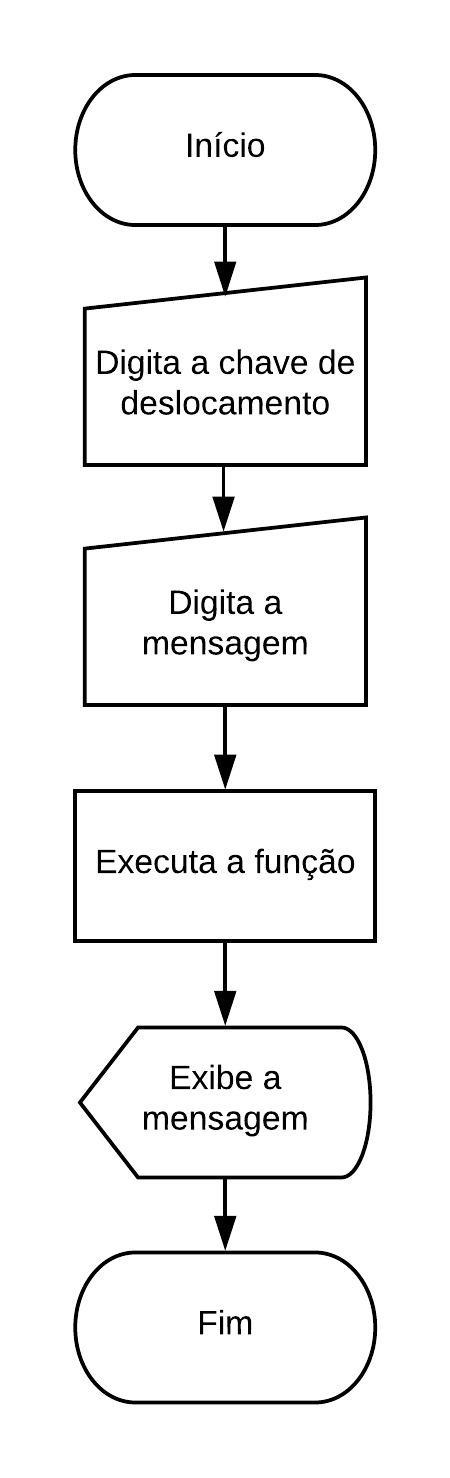 Início
Digita a chave de
deslocamento
Digita a
mensagem
Executa a função
Exibe a
mensagem
Fim